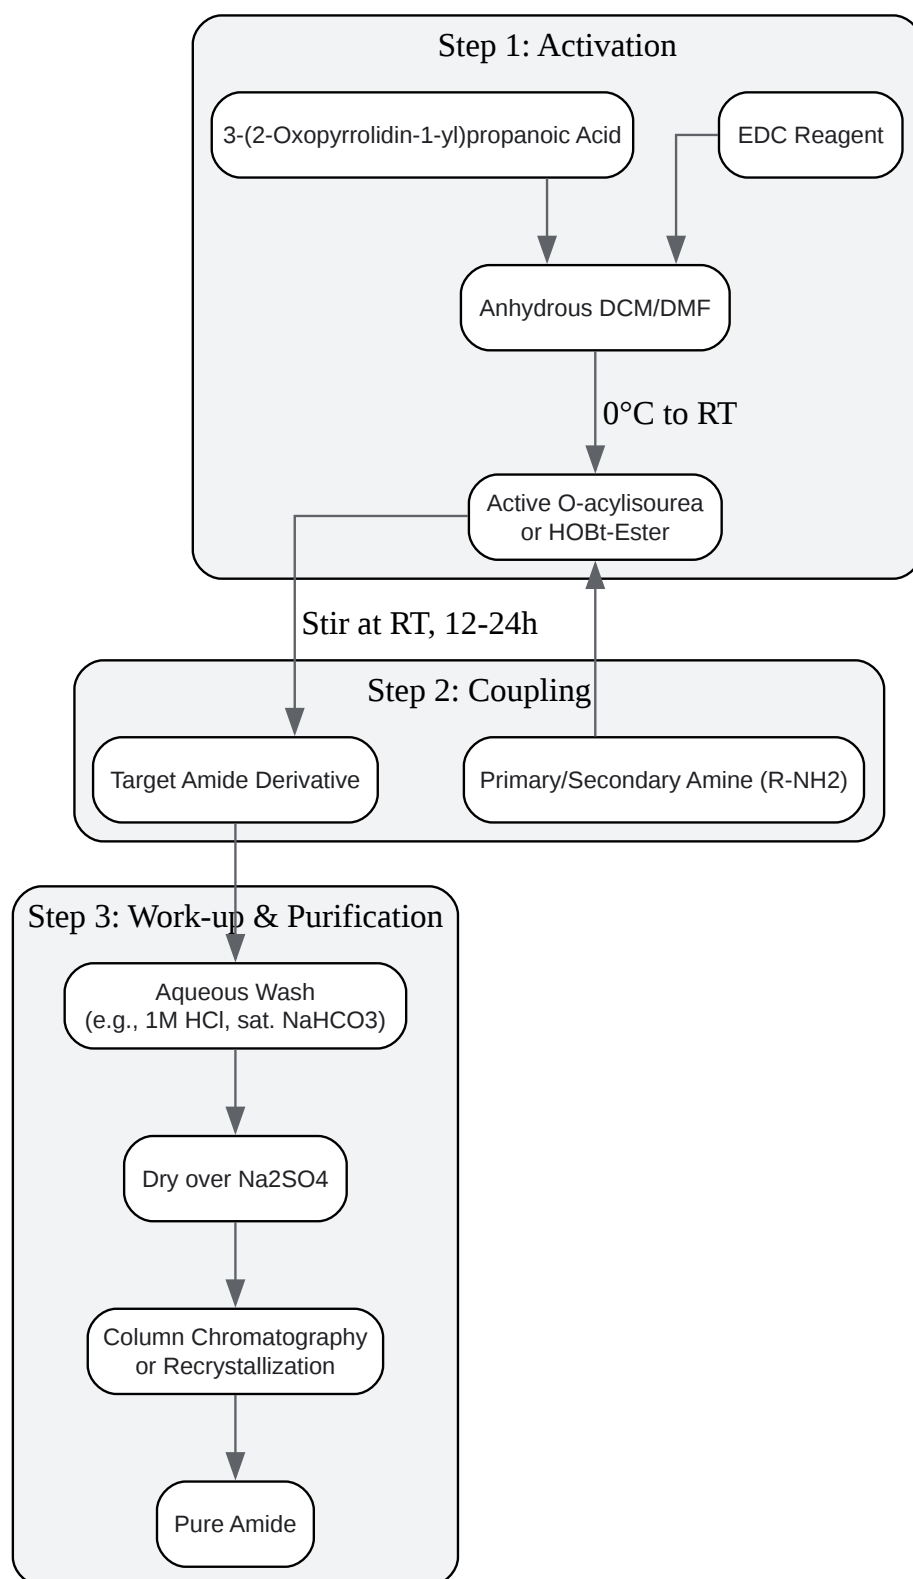 Step 1: Activation
3-(2-Oxopyrrolidin-1-yl)propanoic Acid
EDC Reagent
Anhydrous DCM/DMF
0°C to RT
Active O-acylisourea
or HOBt-Ester
Stir at RT, 12-24h
Step 2: Coupling
Target Amide Derivative
Primary/Secondary Amine (R-NH2)
Step 3: Work-up & Purification
Aqueous Wash
(e.g., 1M HCl, sat. NaHCO3)
Dry over Na2SO4
Column Chromatography
or Recrystallization
Pure Amide